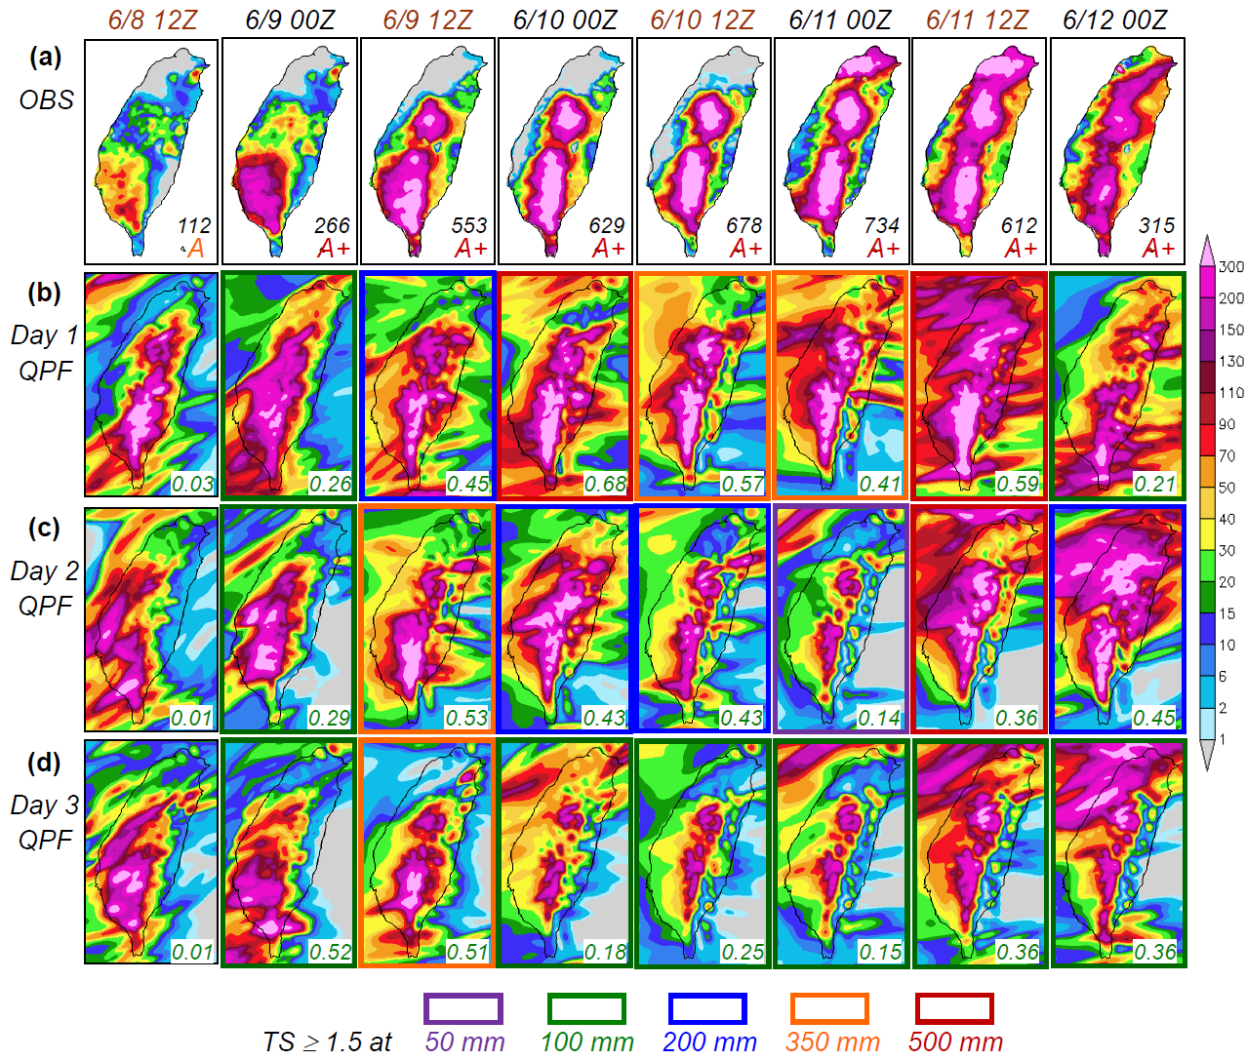 6/8 12Z 6/9 00Z 6/9 12Z 6/10 00Z 6/10 12Z 6/11 00Z 6/11 12Z 6/12 00Z
(a)
OBS
112 266 553 629 678 734 612 315
A A+ A+ A+ A+ A+ A+ A+
(b)
Day 1
QPF
0.03 0.26 0.45 0.68 0.57 0.41 0.59 0.21
(c)
Day 2
QPF
0.01 0.29 0.53 0.43 0.43 0.14 0.36 0.45
(d)
Day 3
QPF
0.01 0.52 0.51 0.18 0.25 0.15 0.36 0.36
300
200
150
130
110
90
70
50
40
30
20
15
10
6
2
1
TS ≥ 1.5 at 50 mm 100 mm 200 mm 350 mm 500 mm